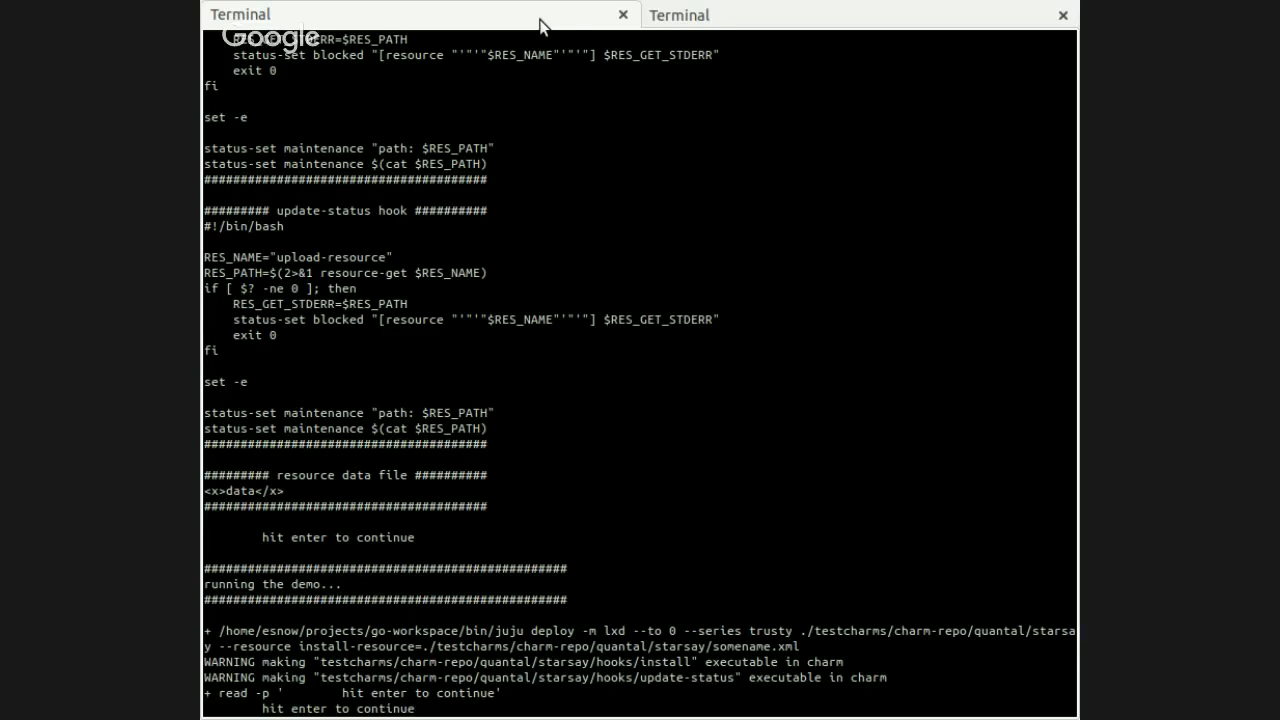 Terminal
Terminal
Google
RES_GET_STDERR=$RES_PATH
status-set blocked "[resource "'"'"$RES_NAME"'"'"] $RES_GET_STDERR"
exit 0
fi
set -e
status-set maintenance "path: $RES_PATH"
status-set maintenance $(cat $RES_PATH)
#######################################
######### update-status hook ##########
#!/bin/bash
RES_NAME="upload-resource"
RES_PATH=$(2>&1 resource-get $RES_NAME)
if [ $? -ne 0 ]; then
RES_GET_STDERR=$RES_PATH
status-set blocked "[resource "'"'"$RES_NAME"'"'"] $RES_GET_STDERR"
exit 0
fi
set -e
status-set maintenance "path: $RES_PATH"
status-set maintenance $(cat $RES_PATH)
#######################################
######### resource data file ##########
<x>data</x>
#######################################
hit enter to continue
##################################################
running the demo...
##################################################
+ /home/esnow/projects/go-workspace/bin/juju deploy -m lxd --to 0 --series trusty ./testcharms/charm-repo/quantal/starsa
y --resource install-resource=./testcharms/charm-repo/quantal/starsay/somename.xml
WARNING making "testcharms/charm-repo/quantal/starsay/hooks/install" executable in charm
WARNING making "testcharms/charm-repo/quantal/starsay/hooks/update-status" executable in charm
+ read -p '        hit enter to continue'
hit enter to continue